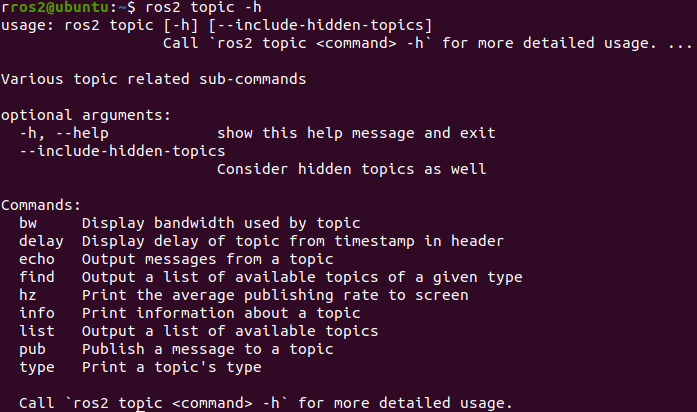 rros2@ubuntu:~$ ros2 topic -h
usage: ros2 topic [-h] [--include-hidden-topics]
                  Call `ros2 topic <command> -h` for more detailed usage. ...

Various topic related sub-commands

optional arguments:
  -h, --help            show this help message and exit
  --include-hidden-topics
                        Consider hidden topics as well

Commands:
  bw     Display bandwidth used by topic
  delay  Display delay of topic from timestamp in header
  echo   Output messages from a topic
  find   Output a list of available topics of a given type
  hz     Print the average publishing rate to screen
  info   Print information about a topic
  list   Output a list of available topics
  pub    Publish a message to a topic
  type   Print a topic's type

  Call `ros2 topic <command> -h` for more detailed usage.